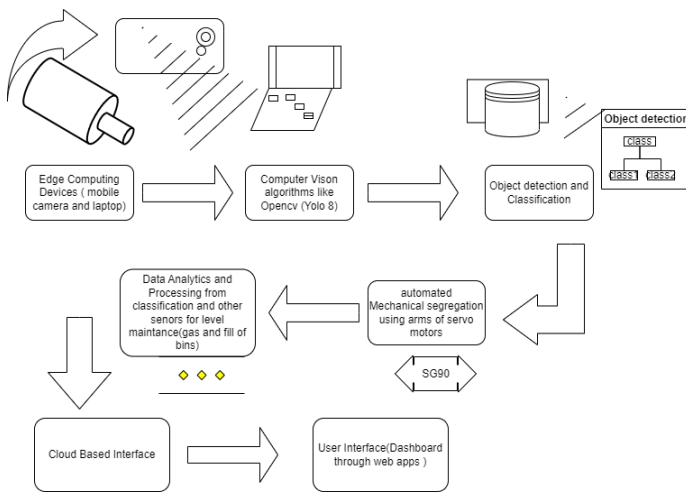 Object detection
class
class1
class2
Edge Computing
Devices ( mobile
camera and laptop)
Computer Vison
algorithms like
Opencv (Yolo 8)
Object detection and
Classification
Data Analytics and
Processing from
classification and other
senors for level
maintance(gas and fill of
bins)
automated
Mechanical segregation
using arms of servo
motors
SG90
Cloud Based Interface
User Interface(Dashboard
through web apps )